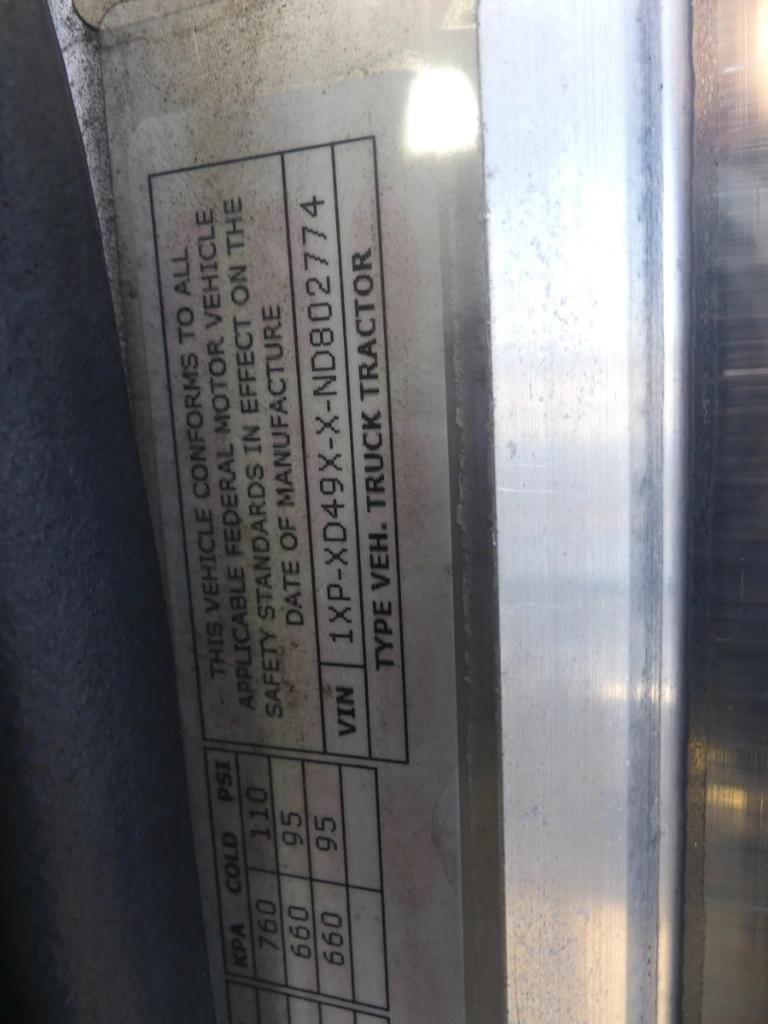 THIS VEHICLE CONFORMS TO ALL
APPLICABLE FEDERAL MOTOR VEHICLE
SAFETY STANDARDS IN EFFECT ON THE
DATE OF MANUFACTURE
VIN 1XP-XD49X-X-ND802774
TYPE VEH. TRUCK TRACTOR
KPA COLD PSI
760 110
660 95
660 95